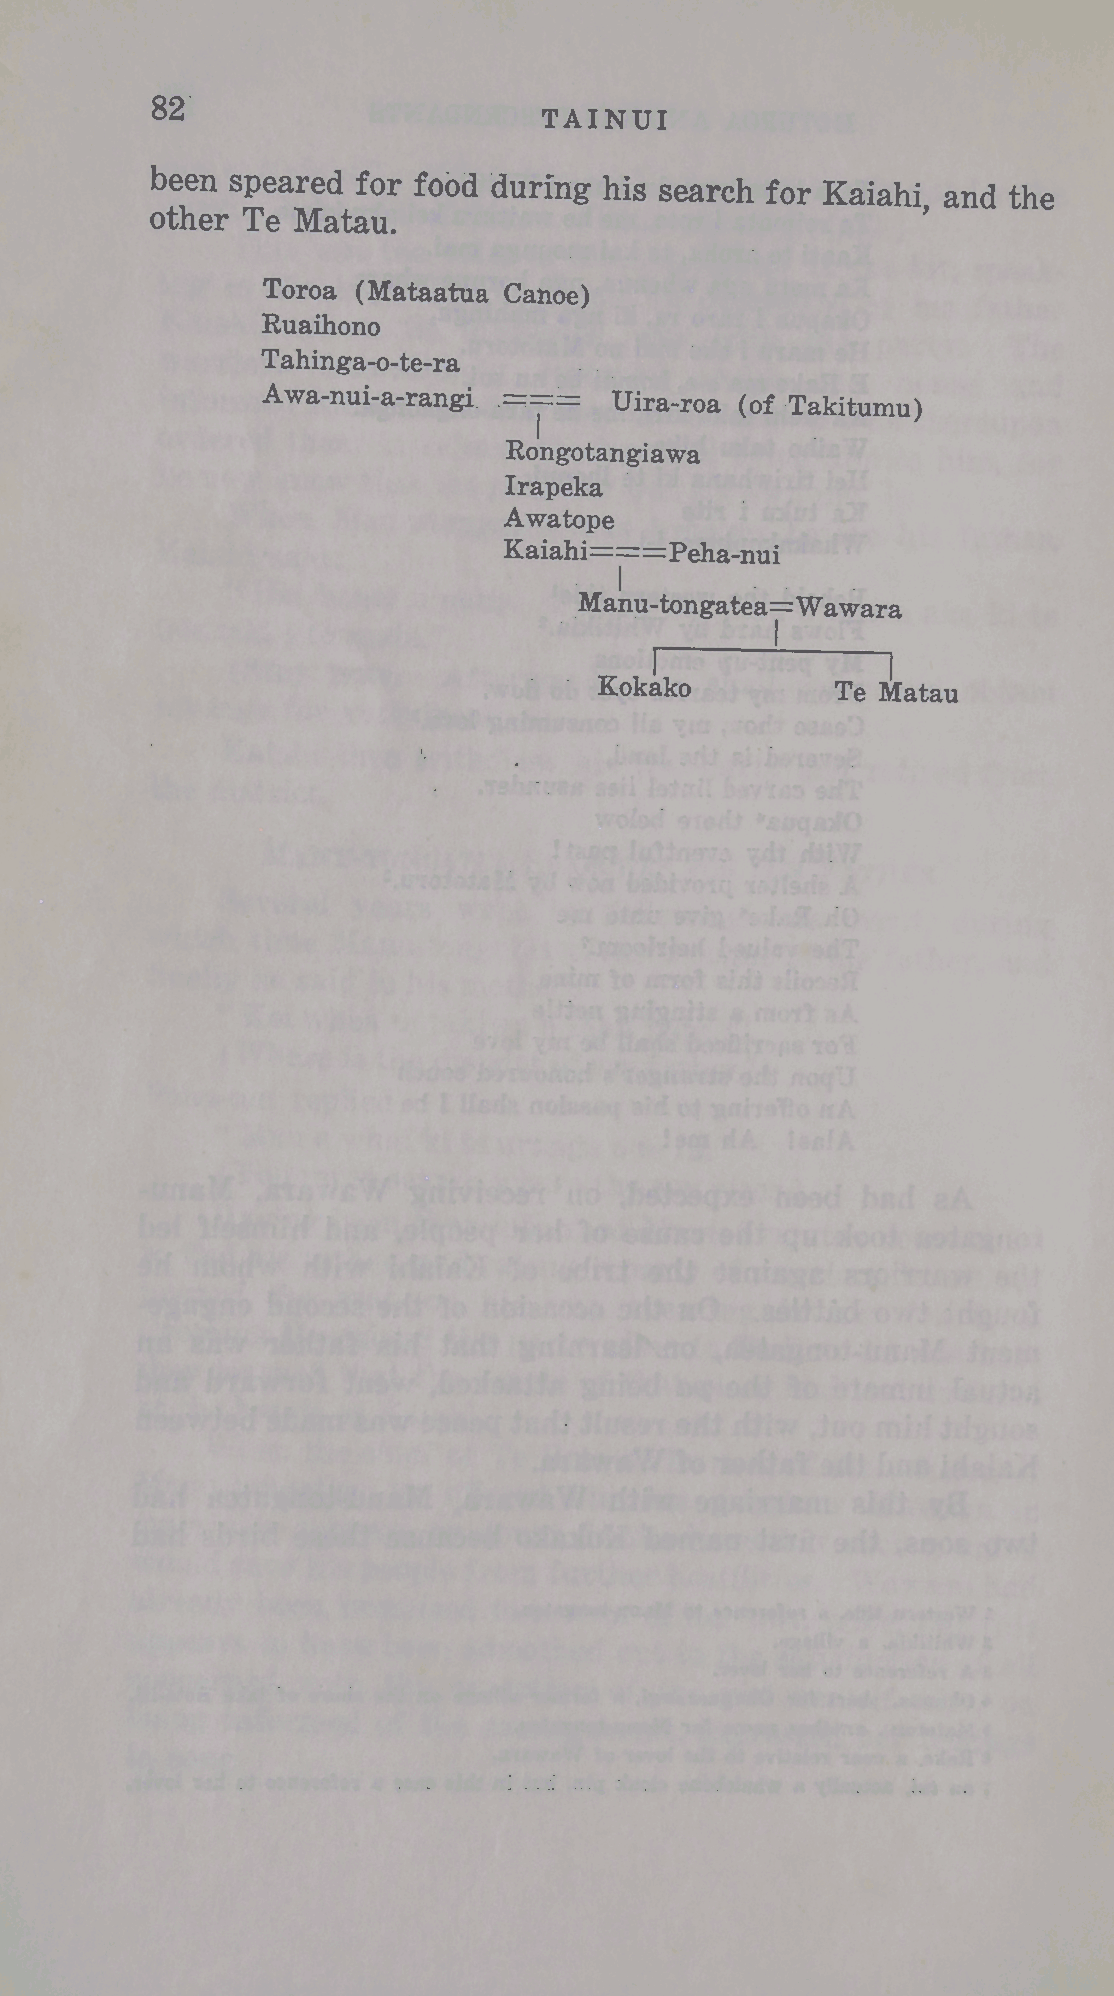 82
TAINUI
been speared for food during his search for Kaiahi, and the
other Te Matau.
Toroa (Mataatua Canoe)
Ruaihono
Tahinga-o-te-ra
Awa-nui-a-rangi === Uira-roa (of Takitumu)
Rongotangiawa
Irapeka
Awatope
Kaiahi===Peha-nui
Manu-tongatea=Wawara
Kokako Te Matau